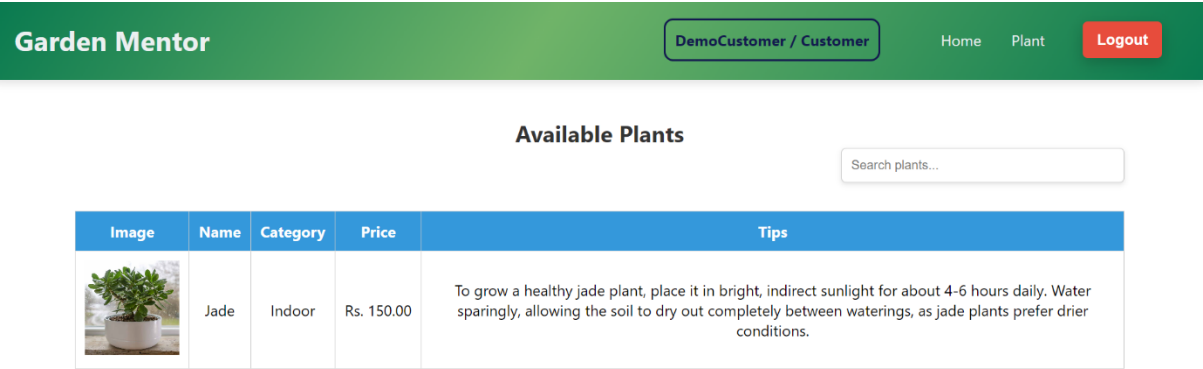 Garden Mentor
DemoCustomer / Customer
Home
Plant
Logout
Available Plants
Search plants...
Image
Name
Category
Price
Tips
Jade
Indoor
Rs. 150.00
To grow a healthy jade plant, place it in bright, indirect sunlight for about 4-6 hours daily. Water
sparingly, allowing the soil to dry out completely between waterings, as jade plants prefer drier
conditions.